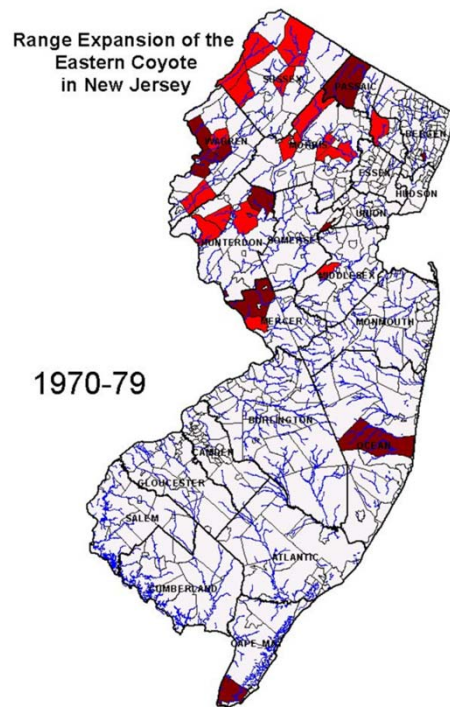 Range Expansion of the
Eastern Coyote
in New Jersey
SUSSEX
PASSAIC
BERGEN
WARREN
MORRIS
ESSEX
HUDSON
UNION
HUNTERDON
SOMERSET
MIDDLESEX
MERCER
MONMOUTH
1970-79
BURLINGTON
OCEAN
CAMDEN
GLOUCESTER
SALEM
ATLANTIC
CUMBERLAND
CAPE MA